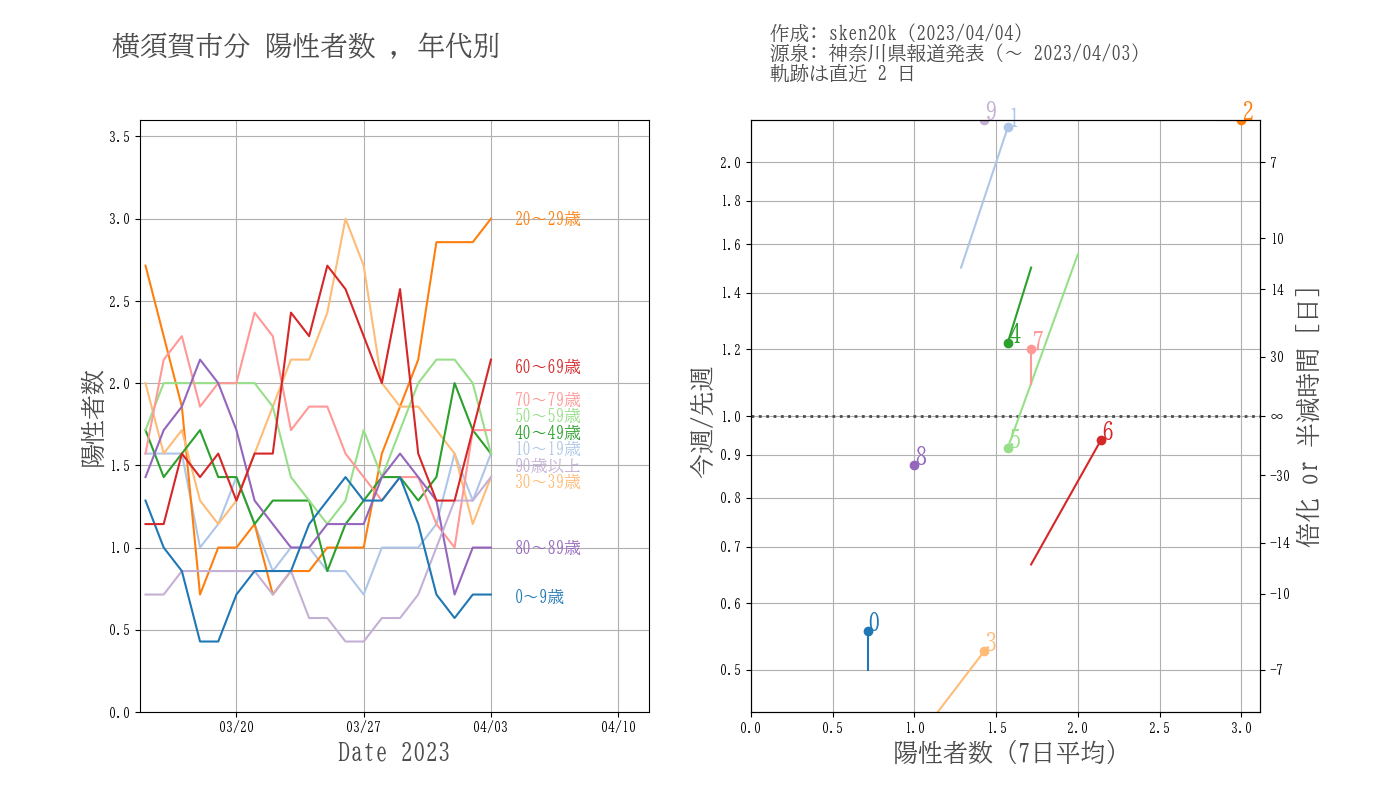 横須賀市分 陽性者数 , 年代別
作成: sken20k (2023/04/04)
源泉: 神奈川県報道発表 (〜 2023/04/03)
軌跡は直近 2 日
陽性者数
3.5
3.0
2.5
2.0
1.5
1.0
0.5
0.0
20〜29歳
60〜69歳
70〜79歳
50〜59歳
40〜49歳
10〜19歳
90歳以上
30〜39歳
80〜89歳
0〜9歳
03/20
03/27
04/03
04/10
Date 2023
今週/先週
2.0
1.8
1.6
1.4
1.2
1.0
0.9
0.8
0.7
0.6
0.5
9
1
2
4
7
5
6
8
0
3
7
10
14
30
∞
−30
−14
−10
−7
倍化 or 半減時間 [日]
0.0
0.5
1.0
1.5
2.0
2.5
3.0
陽性者数 (7日平均)